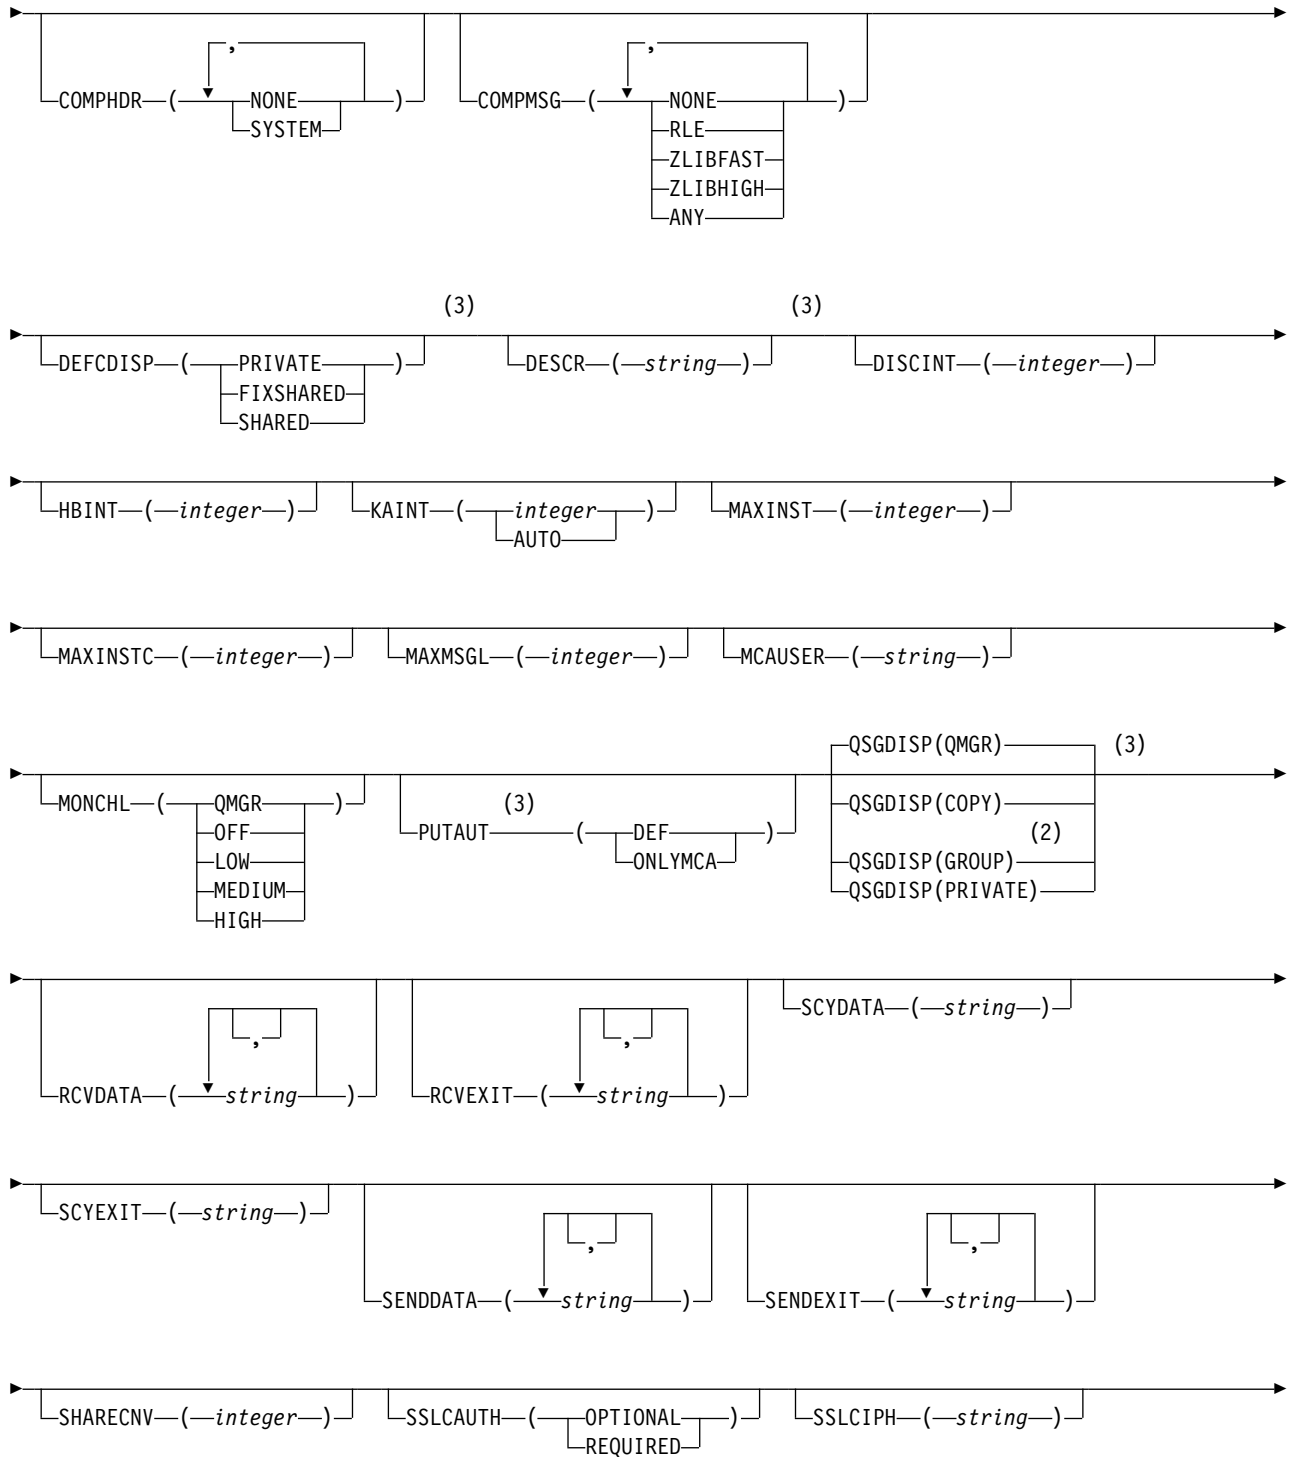 ,    ,
COMPHDR ( NONE )    COMPMSG ( NONE )
SYSTEM    RLE
ZLIBFAST
ZLIBHIGH
ANY
(3)    (3)
DEFCDISP ( PRIVATE )    DESCR ( string )    DISCINT ( integer )
FIXSHARED
SHARED
HBINT ( integer )    KAINT ( integer )    MAXINST ( integer )
AUTO
MAXINSTC ( integer )    MAXMSGL ( integer )    MCAUSER ( string )
QSGDISP(QMGR)    (3)
MONCHL ( QMGR )    (3)    QSGDISP(COPY)
OFF    PUTAUT ( DEF )    (2)
LOW    ONLYMCA    QSGDISP(GROUP)
MEDIUM    QSGDISP(PRIVATE)
HIGH
SCYDATA ( string )
,    ,
RCVDATA ( string )    RCVEXIT ( string )
SCYEXIT ( string )
,    ,
SENDDATA ( string )    SENDEXIT ( string )
SHARECNV ( integer )    SSLCAUTH ( OPTIONAL )    SSLCIPH ( string )
REQUIRED